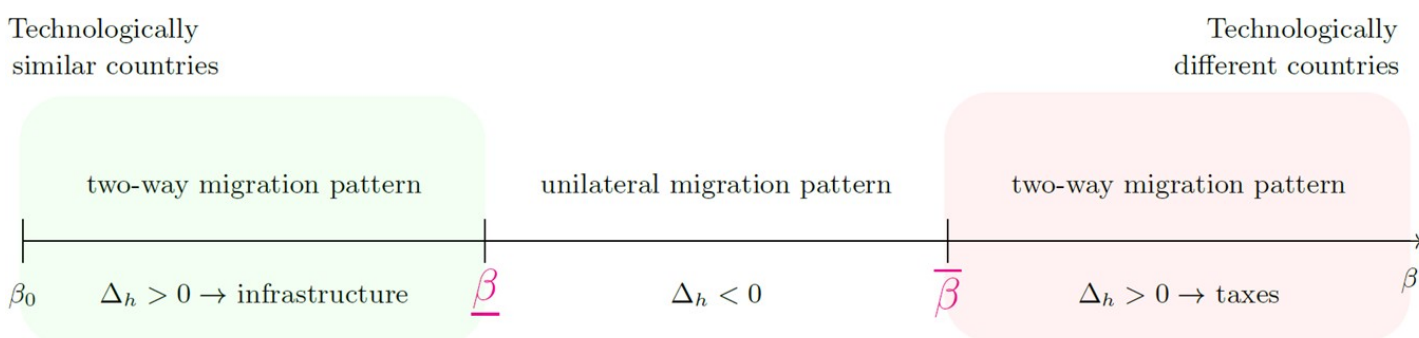 Technologically
similar countries
Technologically
different countries
two-way migration pattern
unilateral migration pattern
two-way migration pattern
β₀
Δₕ > 0 → infrastructure
β̲
Δₕ < 0
β̅
Δₕ > 0 → taxes
β